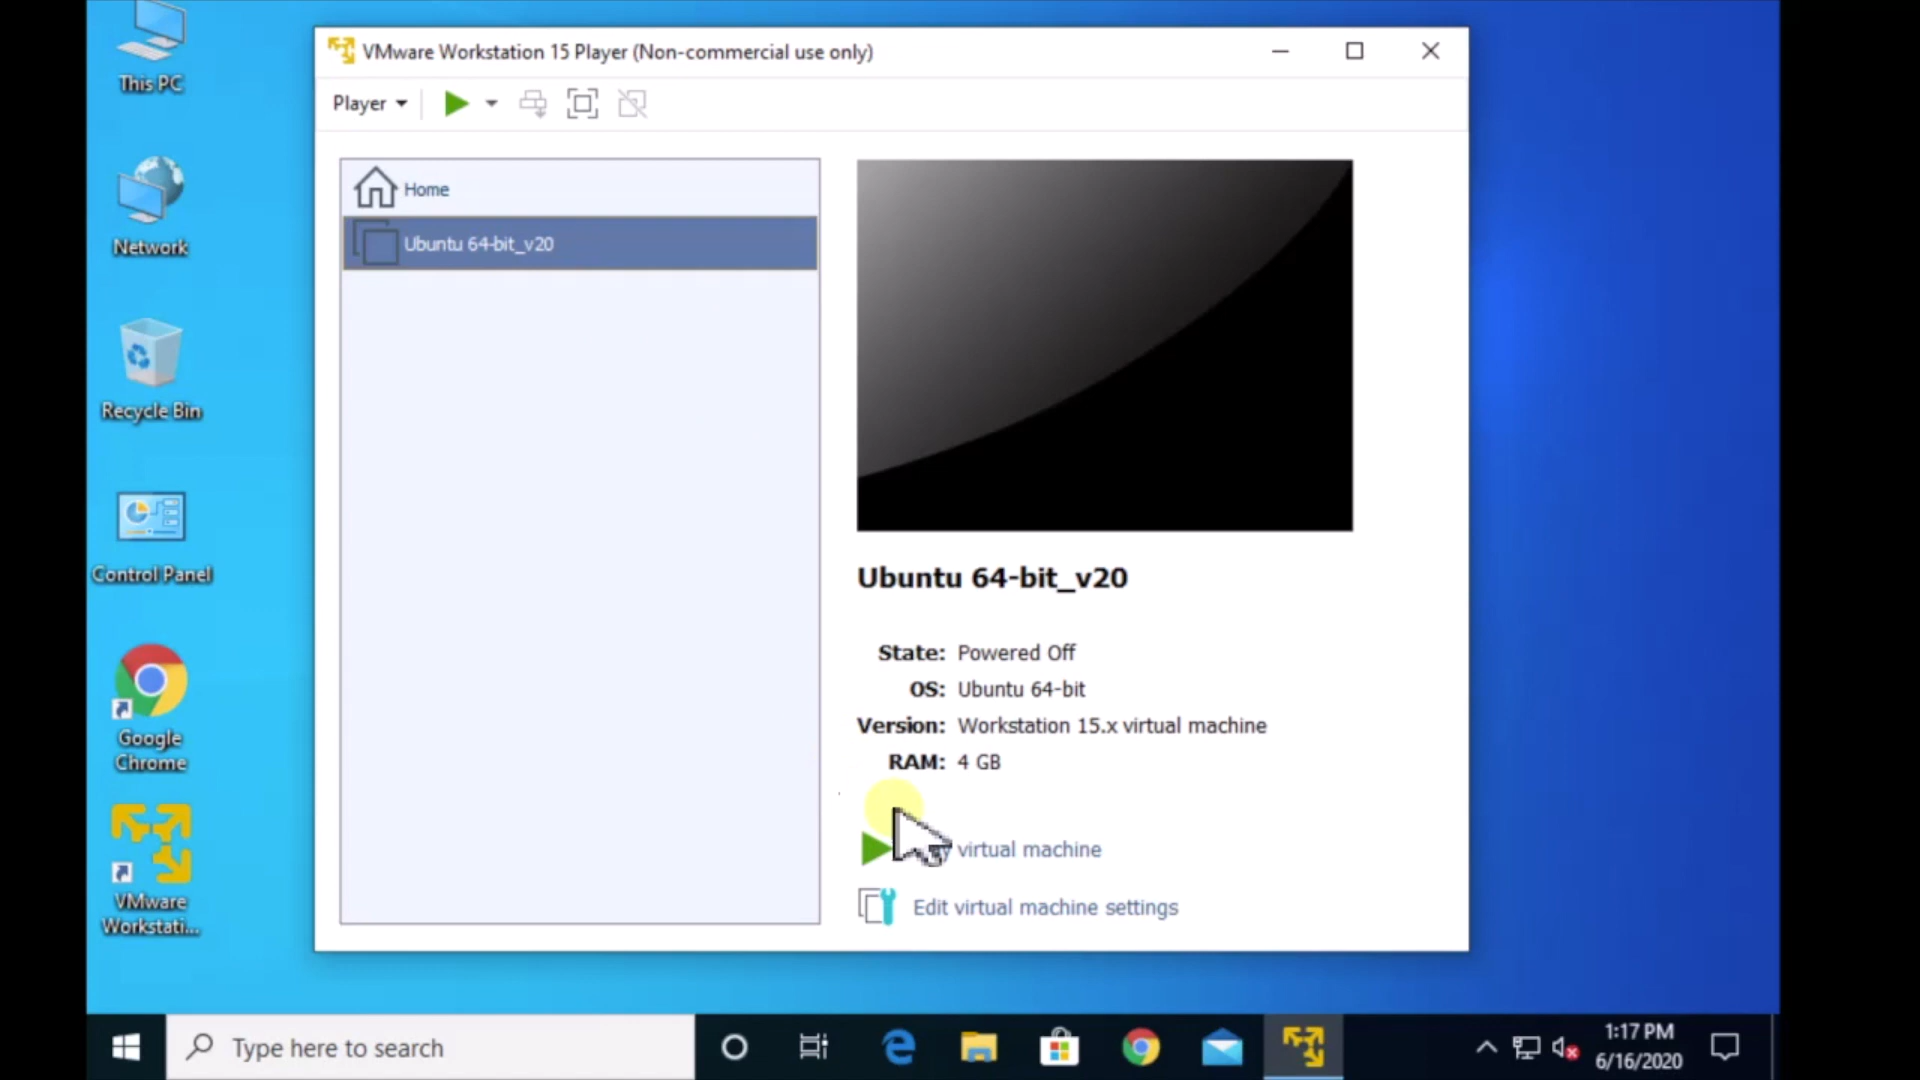 This PC
Network
Recycle Bin
Control Panel
Google
Chrome
VMware
Workstati...
VMware Workstation 15 Player (Non-commercial use only)
Player
Home
Ubuntu 64-bit_v20
Ubuntu 64-bit_v20
State: Powered Off
OS: Ubuntu 64-bit
Version: Workstation 15.x virtual machine
RAM: 4 GB
virtual machine
Edit virtual machine settings
Type here to search
1:17 PM
6/16/2020